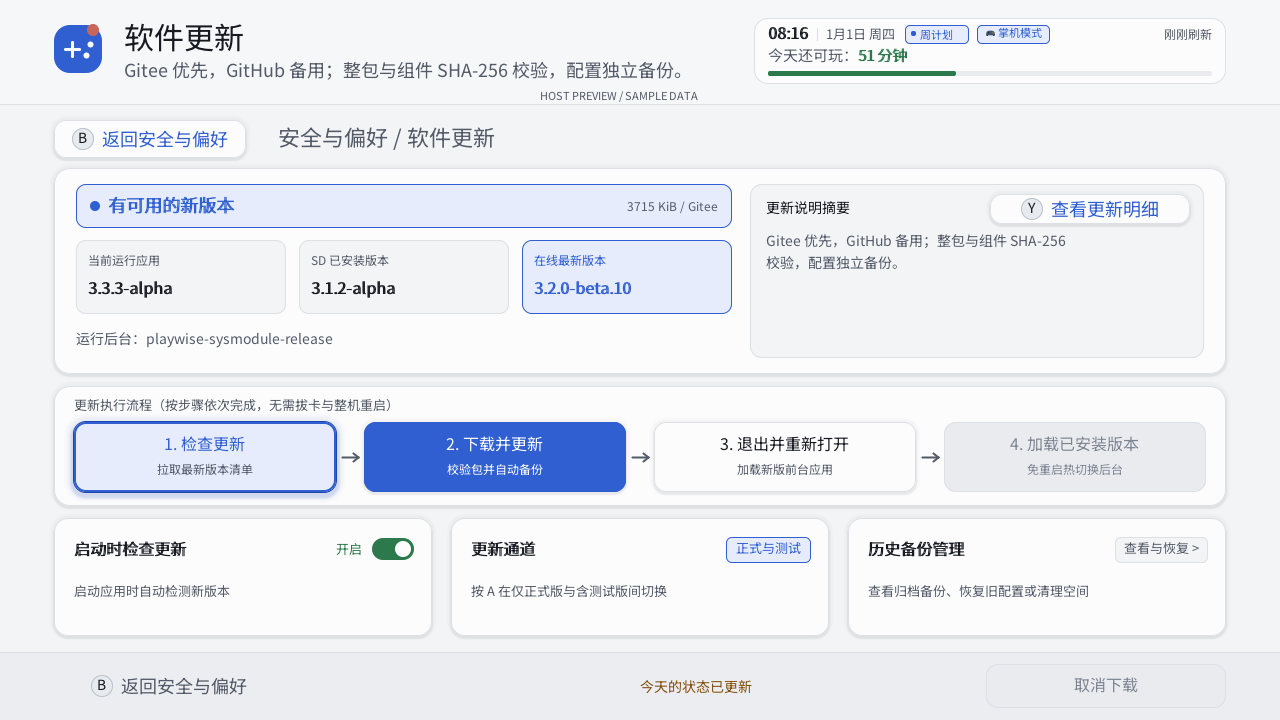 软件更新
Gitee 优先，GitHub 备用；整包与组件 SHA-256 校验，配置独立备份。
08:16 1月1日 周四 周计划 掌机模式 刚刚刷新
今天还可玩：51 分钟
HOST PREVIEW / SAMPLE DATA
B 返回安全与偏好
安全与偏好 / 软件更新
有可用的新版本 3715 KiB / Gitee
当前运行应用
3.3.3-alpha
SD 已安装版本
3.1.2-alpha
在线最新版本
3.2.0-beta.10
运行后台：playwise-sysmodule-release
更新说明摘要
Y 查看更新明细
Gitee 优先，GitHub 备用；整包与组件 SHA-256
校验，配置独立备份。
更新执行流程（按步骤依次完成，无需拔卡与整机重启）
1. 检查更新
拉取最新版本清单
→
2. 下载并更新
校验包并自动备份
→
3. 退出并重新打开
加载新版前台应用
→
4. 加载已安装版本
免重启热切换后台
启动时检查更新 开启
启动应用时自动检测新版本
更新通道 正式与测试
按 A 在仅正式版与含测试版间切换
历史备份管理 查看与恢复 >
查看归档备份、恢复旧配置或清理空间
B 返回安全与偏好
今天的状态已更新
取消下载